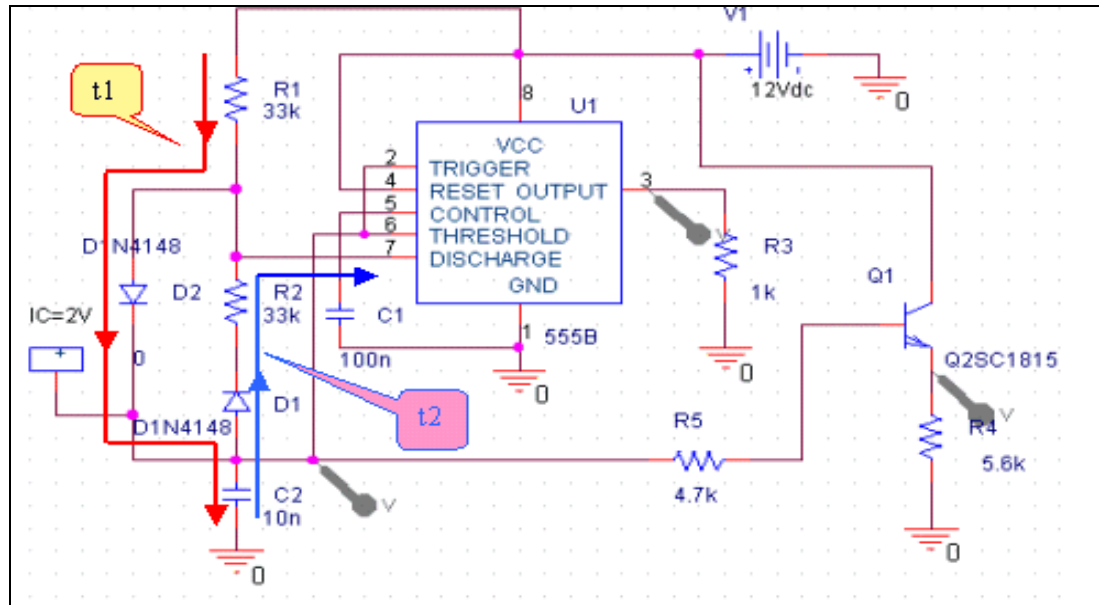 V1
12Vdc
0
t1
R1
33k
8
U1
VCC
2 TRIGGER
4 RESET OUTPUT 3
5 CONTROL
6 THRESHOLD
7 DISCHARGE
GND
1
555B
V
R3
1k
0
D1N4148
D2
0
IC=2V
+
R2
33k
C1
100n
0
Q1
Q2SC1815
V
R4
5.6k
0
D1
D1N4148
t2
R5
4.7k
C2
10n
V
0